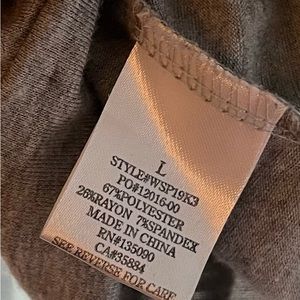 L
STYLE#WSP19K3
PO#12016-00
67%POLYESTER
26%RAYON 7%SPANDEX
MADE IN CHINA
RN#135090
CA#35884
SEE REVERSE FOR CARE